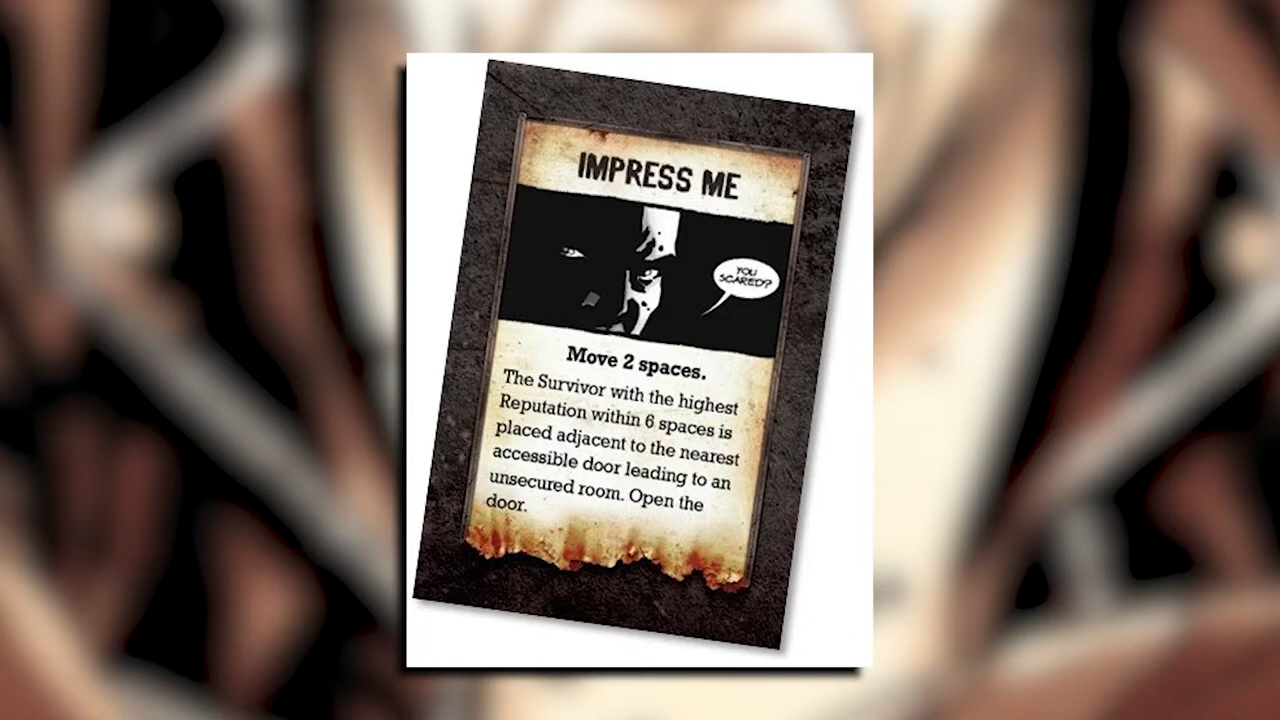 IMPRESS ME
YOU
SCARED?
Move 2 spaces.
The Survivor with the highest
Reputation within 6 spaces is
placed adjacent to the nearest
accessible door leading to an
unsecured room. Open the
door.